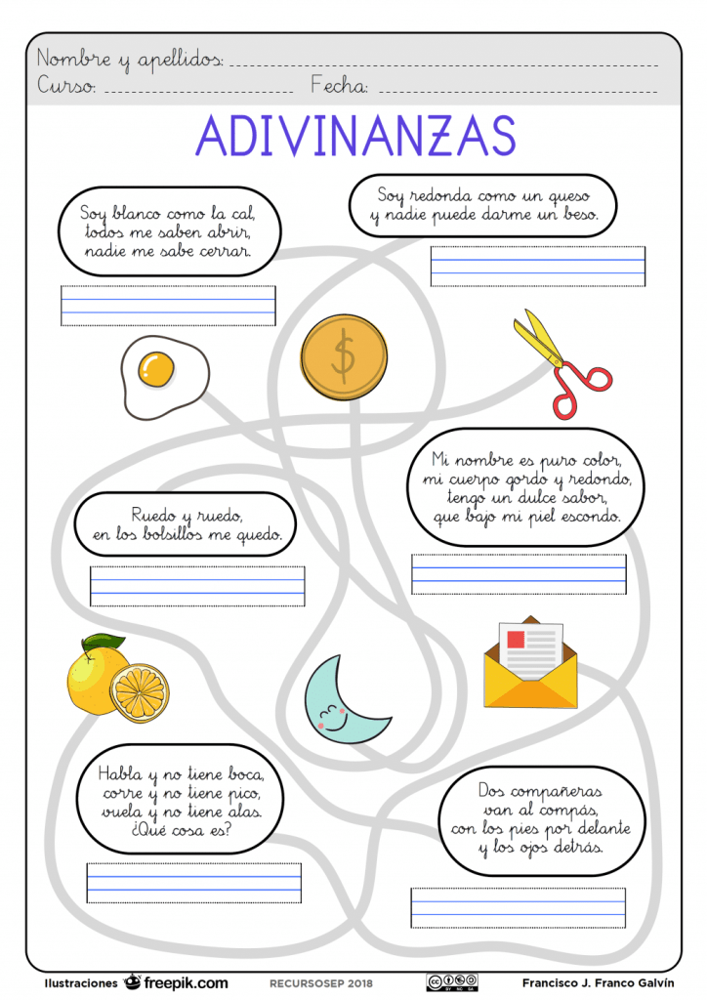 Nombre y apellidos:
Curso: Fecha:
ADIVINANZAS
Soy blanco como la cal,
todos me saben abrir,
nadie me sabe cerrar.
Soy redonda como un queso
y nadie puede darme un beso.
$
Mi nombre es puro color,
mi cuerpo gordo y redondo,
tengo un dulce sabor,
que bajo mi piel escondo.
Ruedo y ruedo,
en los bolsillos me quedo.
Habla y no tiene boca,
corre y no tiene pico,
vuela y no tiene alas.
¿Qué cosa es?
Dos compañeras
van al compás,
con los pies por delante
y los ojos detrás.
Ilustraciones freepik.com RECURSOSEP 2018 CC BY NC SA Francisco J. Franco Galvín